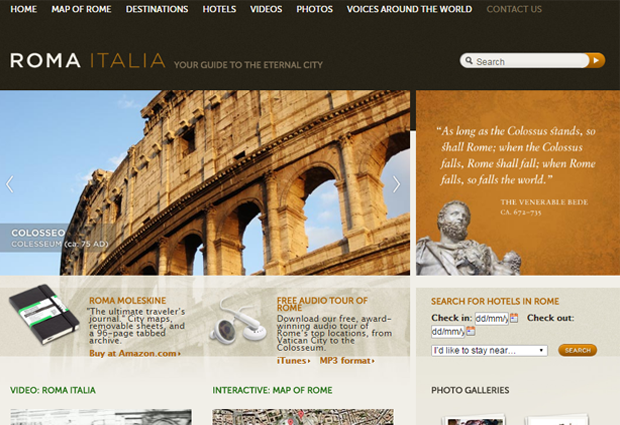 HOME MAP OF ROME DESTINATIONS HOTELS VIDEOS PHOTOS VOICES AROUND THE WORLD CONTACT US
ROMA ITALIA YOUR GUIDE TO THE ETERNAL CITY
Search
“As long as the Colossus stands, so
shall Rome; when the Colossus
falls, Rome shall fall; when Rome
falls, so falls the world.”
THE VENERABLE BEDE
CA. 672–735
COLOSSEO
COLESSEUM (ca. 75 AD)
ROMA MOLESKINE
"The ultimate traveler's
journal." City maps,
removable sheets, and
a 96-page tabbed
archive.
Buy at Amazon.com
FREE AUDIO TOUR OF
ROME
Download our free, award-
winning audio tour of
Rome's top locations, from
Vatican City to the
Colosseum.
iTunes MP3 format
SEARCH FOR HOTELS IN ROME
Check in: dd/mm/y Check out:
dd/mm/y
I'd like to stay near... SEARCH
VIDEO: ROMA ITALIA
INTERACTIVE: MAP OF ROME
PHOTO GALLERIES